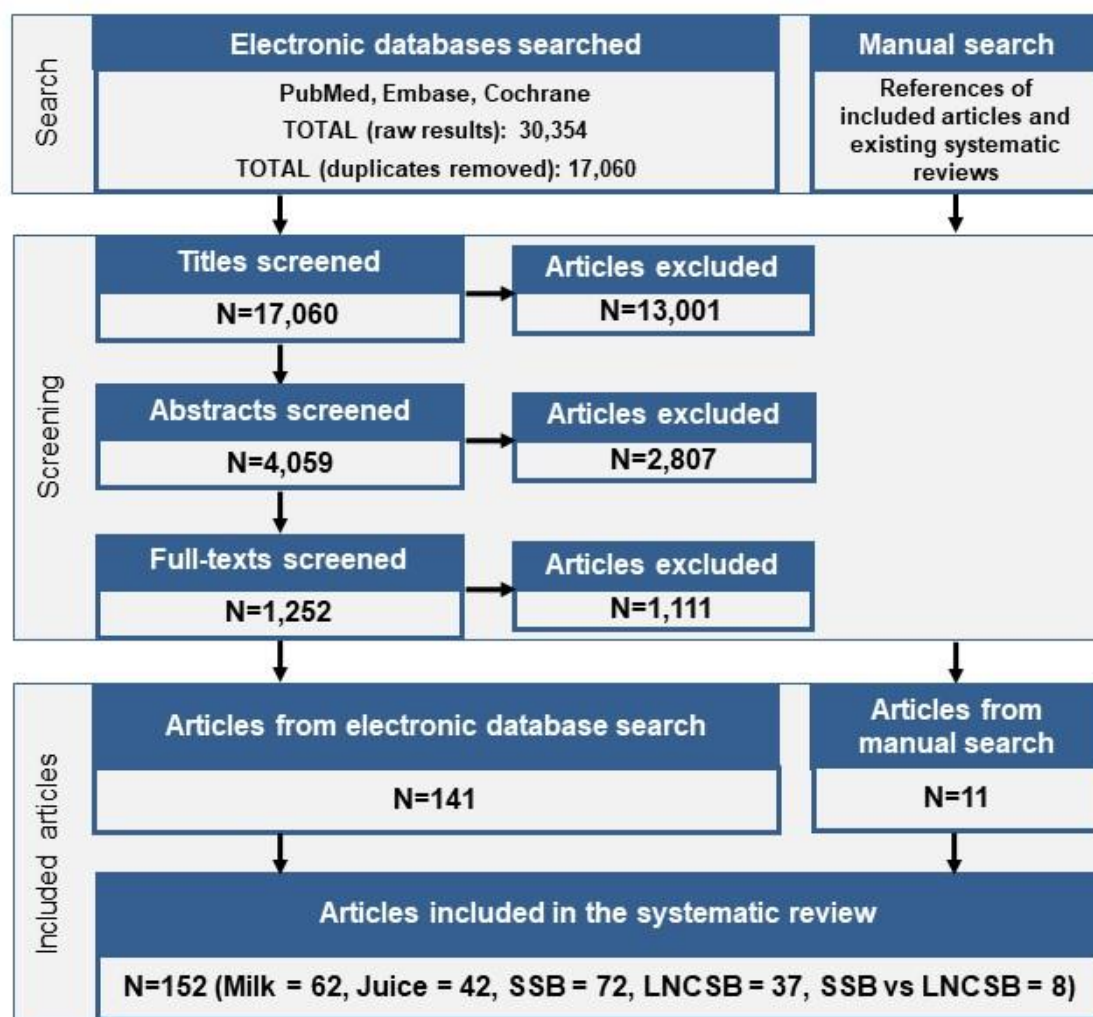 Search
Electronic databases searched
PubMed, Embase, Cochrane
TOTAL (raw results): 30,354
TOTAL (duplicates removed): 17,060
Manual search
References of
included articles and
existing systematic
reviews
Screening
Titles screened
N=17,060
Articles excluded
N=13,001
Abstracts screened
N=4,059
Articles excluded
N=2,807
Full-texts screened
N=1,252
Articles excluded
N=1,111
Included articles
Articles from electronic database search
N=141
Articles from
manual search
N=11
Articles included in the systematic review
N=152 (Milk = 62, Juice = 42, SSB = 72, LNCSB = 37, SSB vs LNCSB = 8)